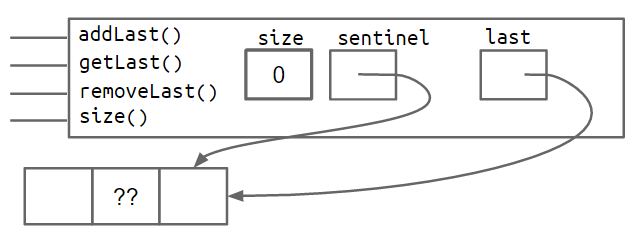 addLast()
getLast()
removeLast()
size()
size
sentinel
last
0
??